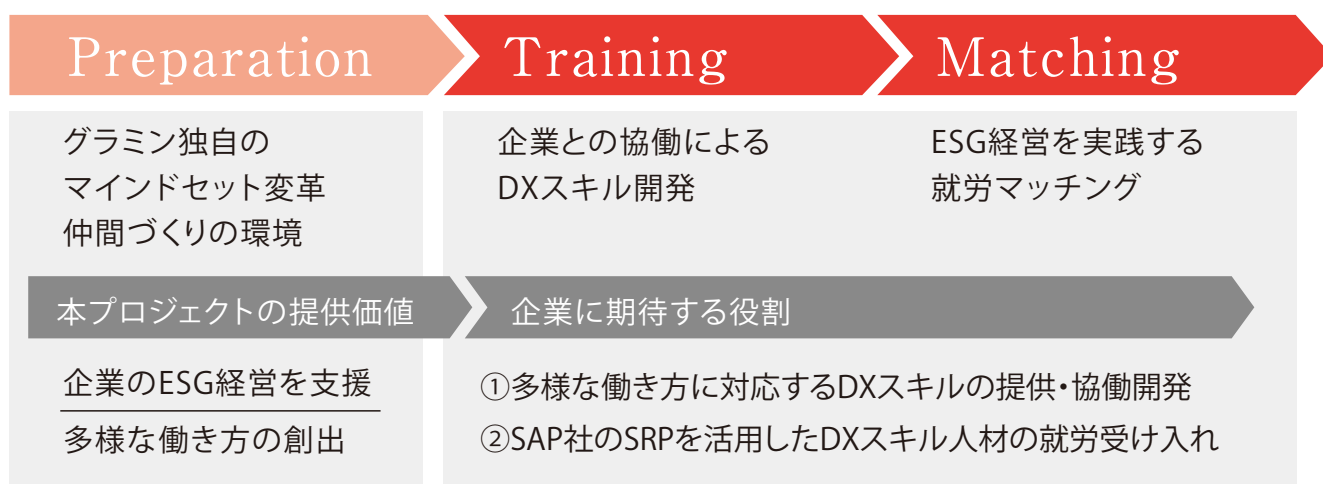 Preparation
Training
Matching
グラミン独自の
マインドセット変革
仲間づくりの環境
企業との協働による
DXスキル開発
ESG経営を実践する
就労マッチング
本プロジェクトの提供価値
企業に期待する役割
企業のESG経営を支援
多様な働き方の創出
①多様な働き方に対応するDXスキルの提供・協働開発
②SAP社のSRPを活用したDXスキル人材の就労受け入れ